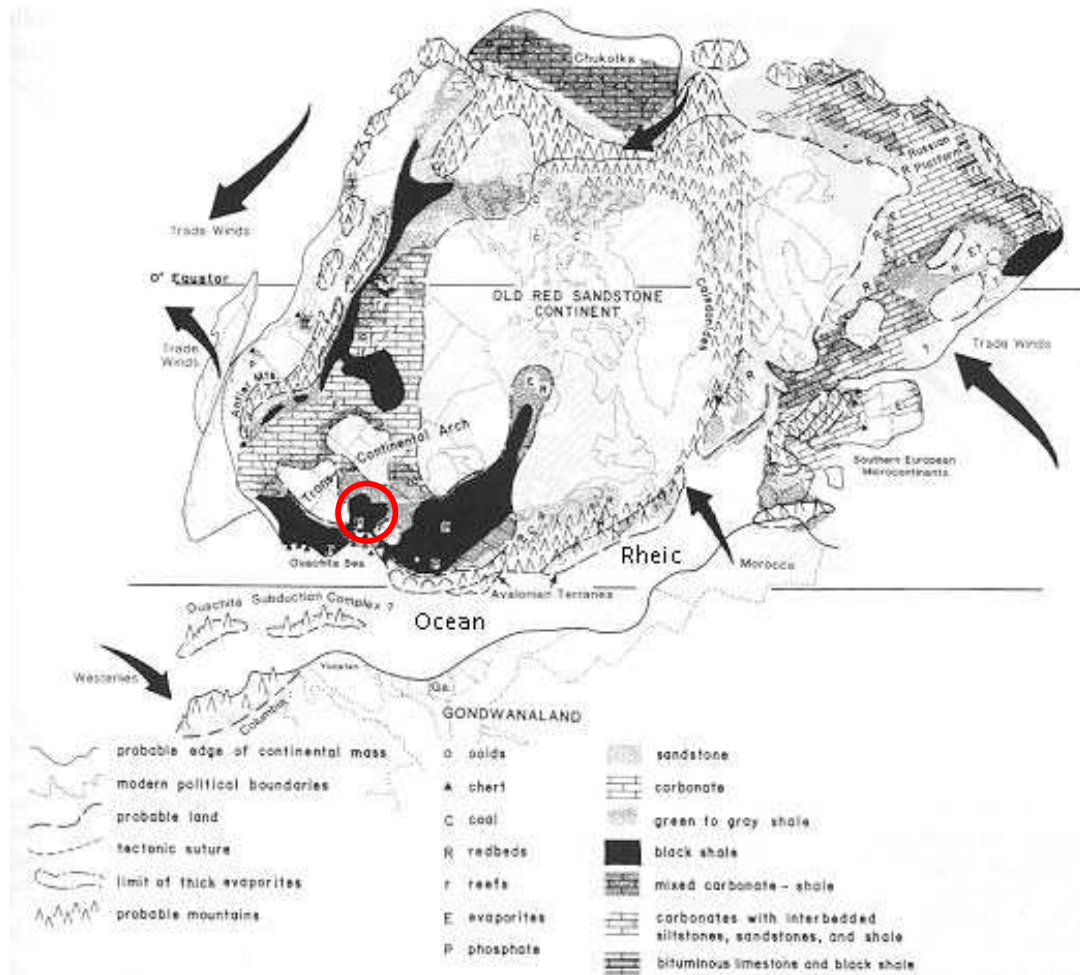 Chukotka
Russian
Platform
Trade Winds
0° Equator
OLD RED SANDSTONE
CONTINENT
Caledonides
Trade
Winds
Trade Winds
Antler Mts.
Continental Arch
Trans
Southern European
Microcontinents
Ouachita Sea
Rheic
Morocco
Avalonian Terranes
Ouachita Subduction Complex ?
Ocean
Westerlies
Yucatan
Columbia
Ga.
GONDWANALAND
probable edge of continental mass
modern political boundaries
probable land
tectonic suture
limit of thick evaporites
probable mountains
o ooids
▲ chert
C coal
R redbeds
r reefs
E evaporites
P phosphate
sandstone
carbonate
green to gray shale
black shale
mixed carbonate - shale
carbonates with interbedded
siltstones, sandstones, and shale
bituminous limestone and black shale